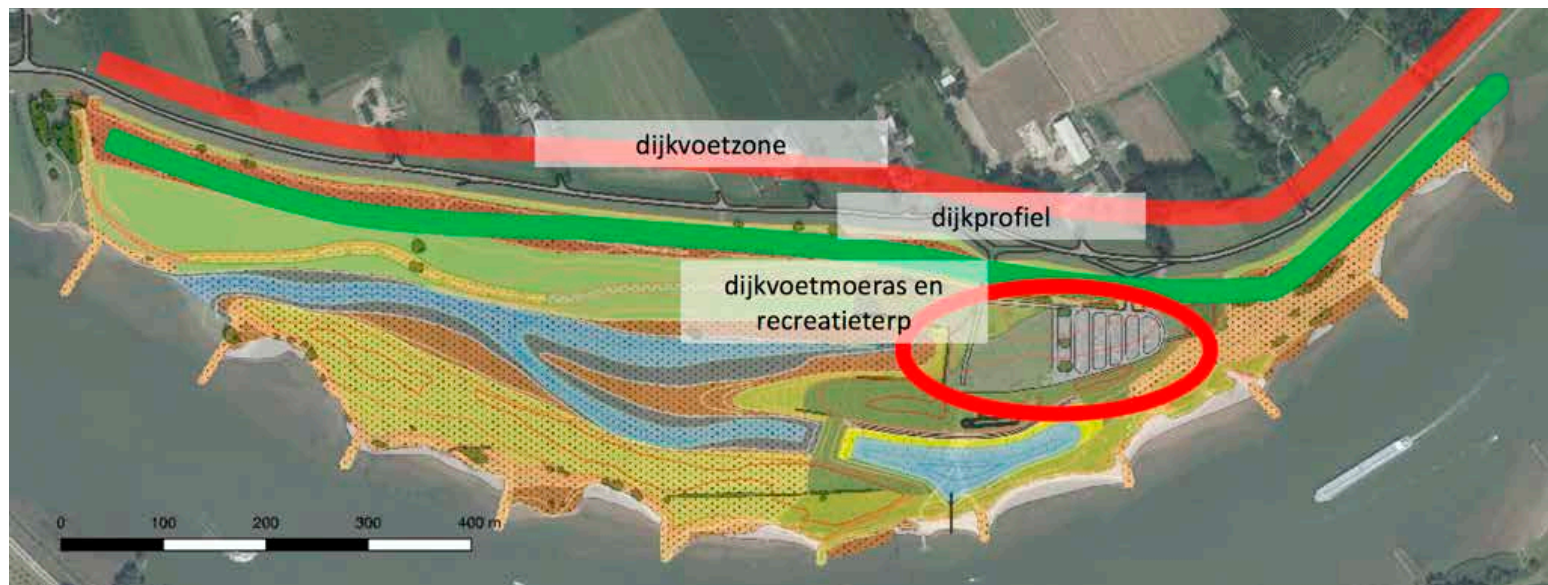 dijkvoetzone
dijkprofiel
dijkvoetmoeras en
recreatieterp
0 100 200 300 400 m